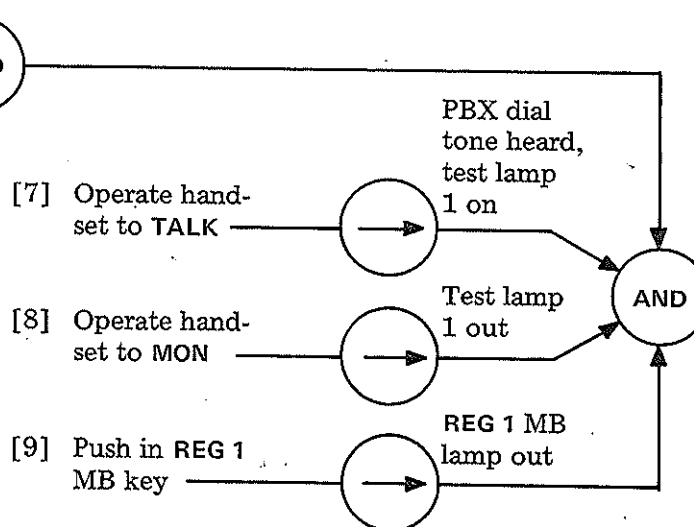 PBX dial
tone heard,
test lamp
1 on
[7] Operate hand-
set to TALK
AND
[8] Operate hand-
set to MON
Test lamp
1 out
[9] Push in REG 1
MB key
REG 1 MB
lamp out